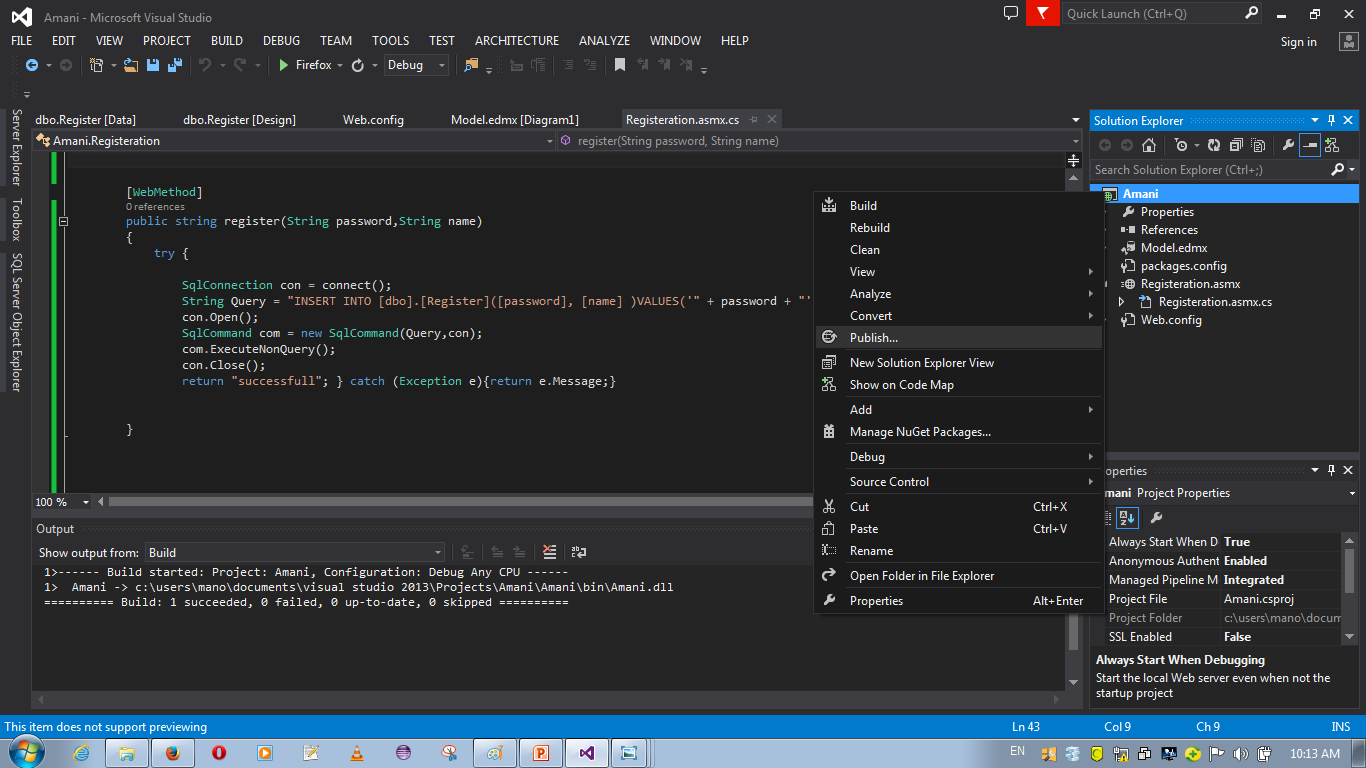 Amani - Microsoft Visual Studio
Quick Launch (Ctrl+Q)
FILE EDIT VIEW PROJECT BUILD DEBUG TEAM TOOLS TEST ARCHITECTURE ANALYZE WINDOW HELP
Sign in
Firefox Debug
Server Explorer
Toolbox
SQL Server Object Explorer
dbo.Register [Data] dbo.Register [Design] Web.config Model.edmx [Diagram1] Registeration.asmx.cs
Amani.Registeration register(String password, String name)
[WebMethod]
0 references
public string register(String password,String name)
{
try {
SqlConnection con = connect();
String Query = "INSERT INTO [dbo].[Register]([password], [name] )VALUES('" + password + "'
con.Open();
SqlCommand com = new SqlCommand(Query,con);
com.ExecuteNonQuery();
con.Close();
return "successfull"; } catch (Exception e){return e.Message;}
}
100 %
Output
Show output from: Build
1>------ Build started: Project: Amani, Configuration: Debug Any CPU ------
1> Amani -> c:\users\mano\documents\visual studio 2013\Projects\Amani\Amani\bin\Amani.dll
========== Build: 1 succeeded, 0 failed, 0 up-to-date, 0 skipped ==========
Build
Rebuild
Clean
View
Analyze
Convert
Publish...
New Solution Explorer View
Show on Code Map
Add
Manage NuGet Packages...
Debug
Source Control
Cut Ctrl+X
Paste Ctrl+V
Rename
Open Folder in File Explorer
Properties Alt+Enter
Solution Explorer
Search Solution Explorer (Ctrl+;)
Amani
Properties
References
Model.edmx
packages.config
Registeration.asmx
Registeration.asmx.cs
Web.config
operties
mani Project Properties
Always Start When D True
Anonymous Authent Enabled
Managed Pipeline M Integrated
Project File Amani.csproj
Project Folder c:\users\mano\docum
SSL Enabled False
Always Start When Debugging
Start the local Web server even when not the
startup project
This item does not support previewing
Ln 43 Col 9 Ch 9 INS
EN
10:13 AM